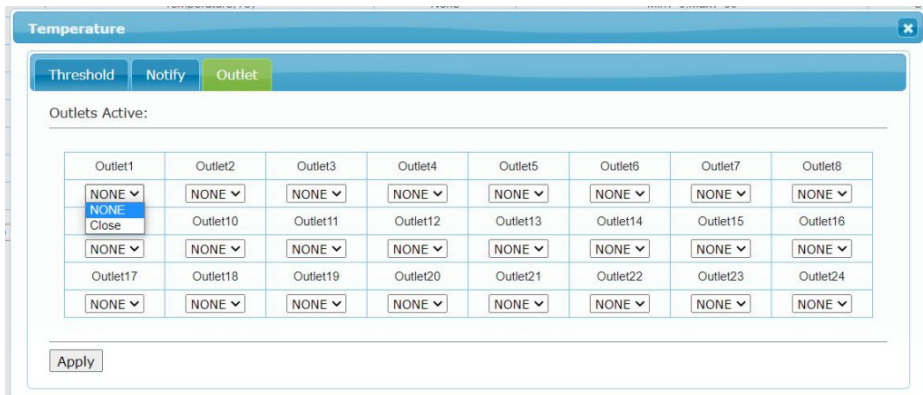 Temperature
Threshold Notify Outlet
Outlets Active:
Outlet1 Outlet2 Outlet3 Outlet4 Outlet5 Outlet6 Outlet7 Outlet8
NONE NONE NONE NONE NONE NONE NONE NONE
NONE
Close
Outlet10 Outlet11 Outlet12 Outlet13 Outlet14 Outlet15 Outlet16
NONE NONE NONE NONE NONE NONE NONE NONE
Outlet17 Outlet18 Outlet19 Outlet20 Outlet21 Outlet22 Outlet23 Outlet24
NONE NONE NONE NONE NONE NONE NONE NONE
Apply